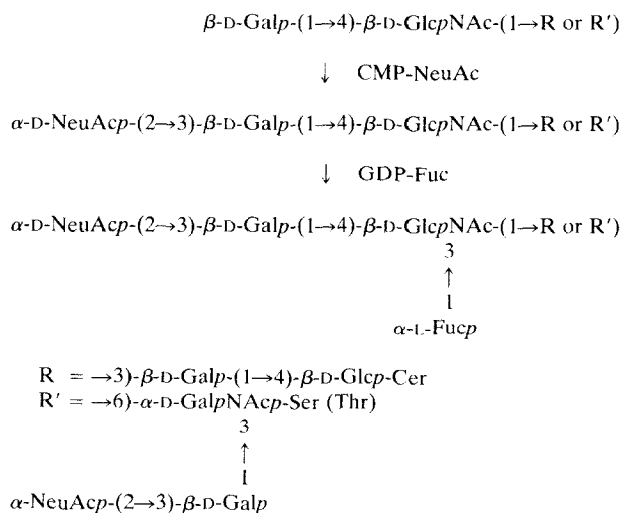 β-D-Galp-(1→4)-β-D-GlcpNAc-(1→R or R′)
↓ CMP-NeuAc
α-D-NeuAcp-(2→3)-β-D-Galp-(1→4)-β-D-GlcpNAc-(1→R or R′)
↓ GDP-Fuc
α-D-NeuAcp-(2→3)-β-D-Galp-(1→4)-β-D-GlcpNAc-(1→R or R′)
3
↑
1
α-L-Fucp
R = →3)-β-D-Galp-(1→4)-β-D-Glcp-Cer
R′ = →6)-α-D-GalpNAcp-Ser (Thr)
3
↑
1
α-NeuAcp-(2→3)-β-D-Galp